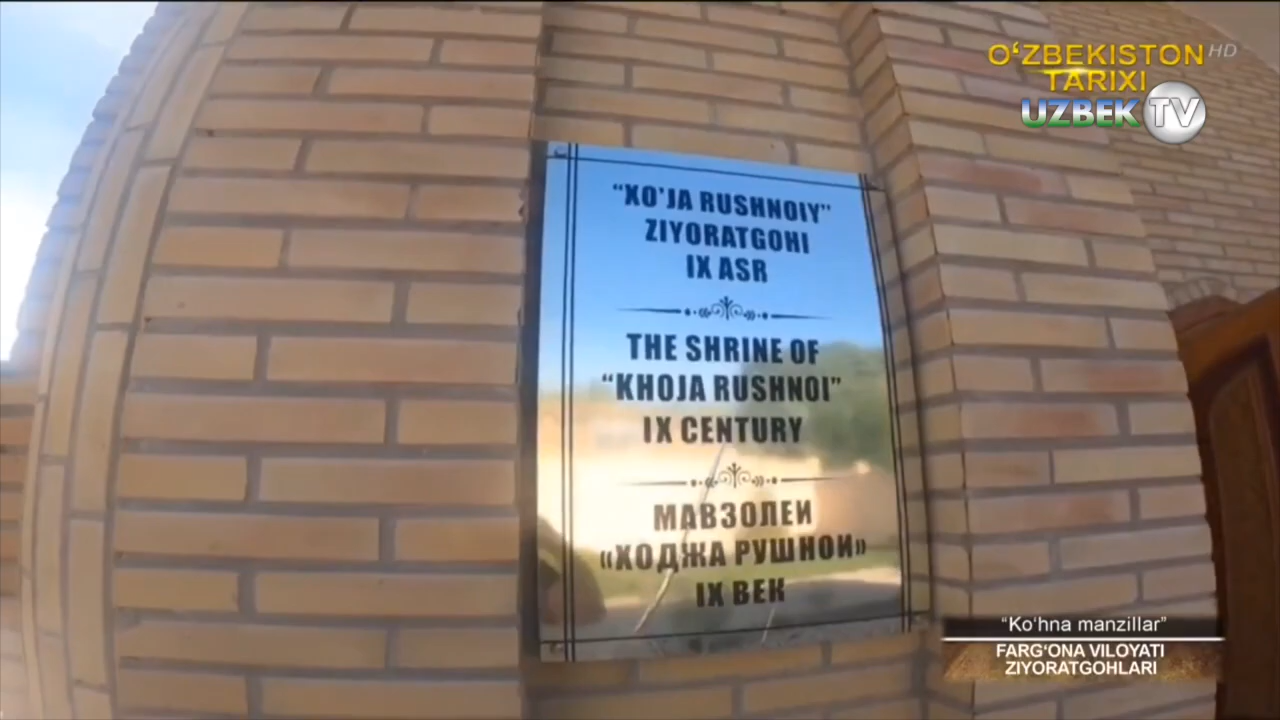 O‘ZBEKISTON HD
TARIXI
UZBEK TV
“XO’JA RUSHNOIY”
ZIYORATGOHI
IX ASR
THE SHRINE OF
“KHOJA RUSHNOI”
IX CENTURY
МАВЗОЛЕИ
«ХОДЖА РУШНОИ»
IX ВЕК
“Ko‘hna manzillar”
FARG‘ONA VILOYATI
ZIYORATGOHLARI